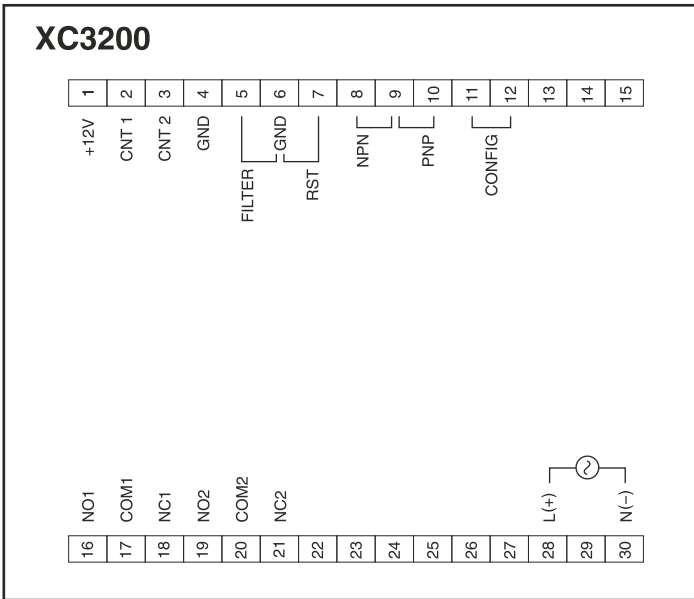 XC3200
1 2 3 4 5 6 7 8 9 10 11 12 13 14 15
+12V CNT 1 CNT 2 GND GND NPN PNP CONFIG
FILTER RST
NO1 COM1 NC1 NO2 COM2 NC2 L(+) N(−)
16 17 18 19 20 21 22 23 24 25 26 27 28 29 30